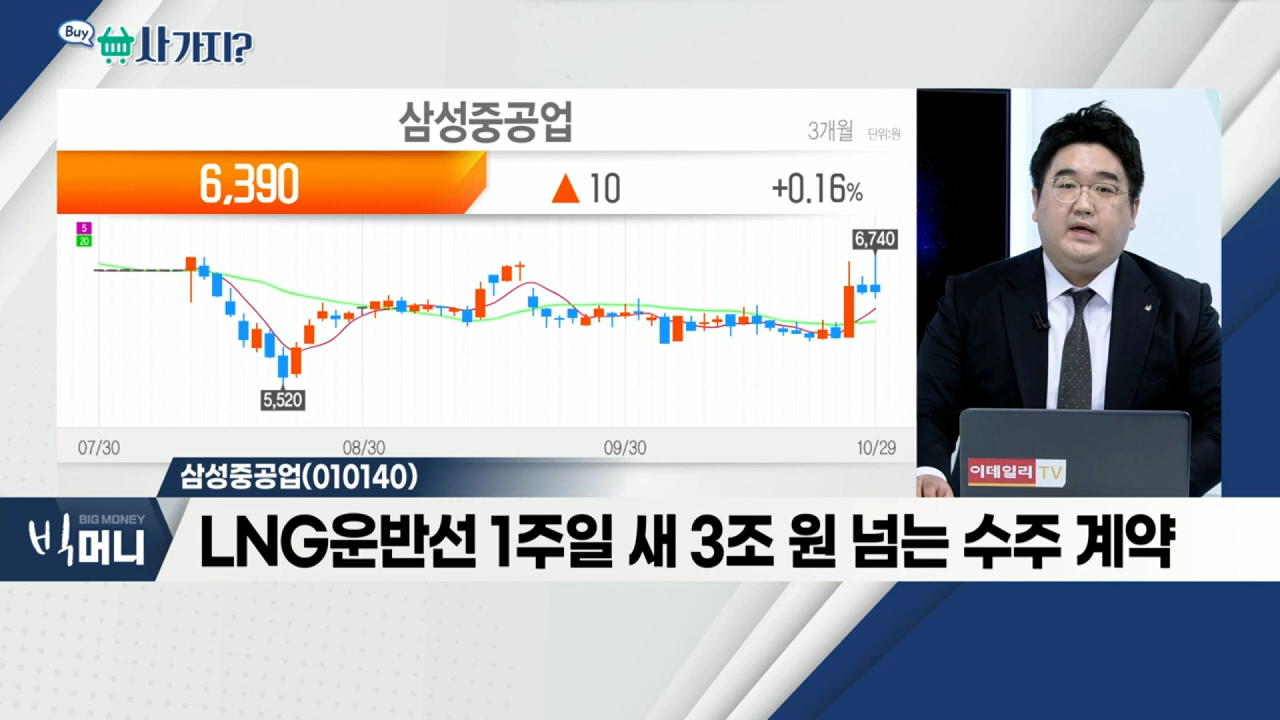 Buy
사가지?
삼성중공업
3개월 단위:원
6,390 ▲ 10 +0.16%
5
20
6,740
5,520
07/30 08/30 09/30 10/29
이데일리 TV
삼성중공업(010140)
BIG MONEY
빅머니
LNG운반선 1주일 새 3조 원 넘는 수주 계약